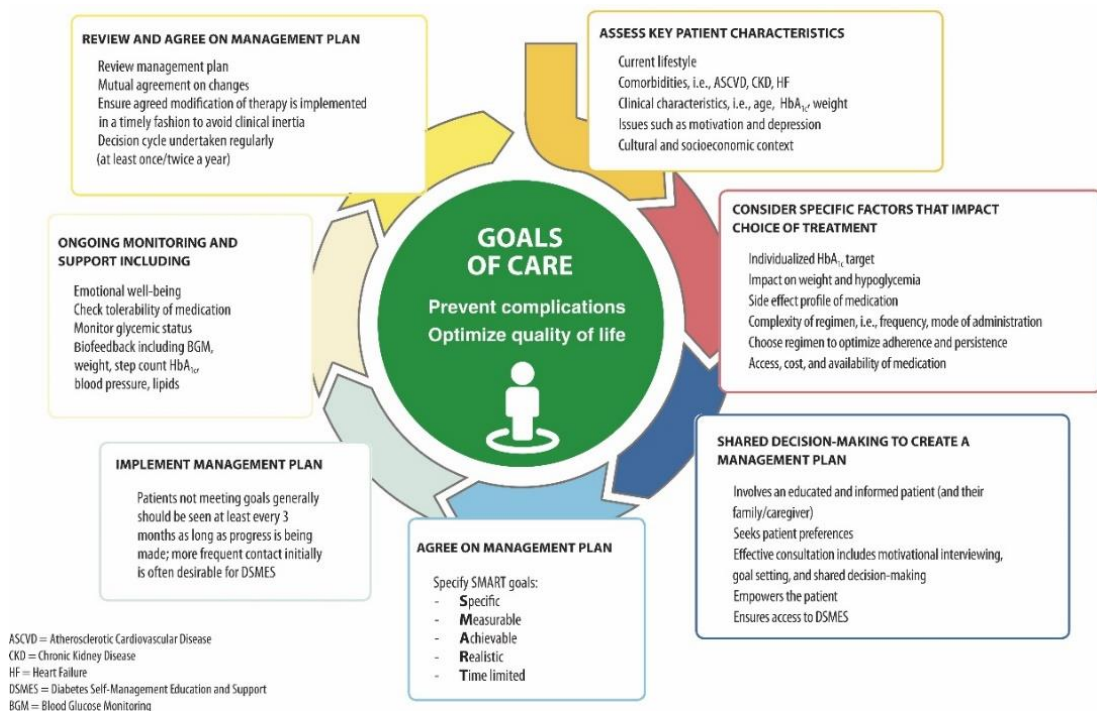 REVIEW AND AGREE ON MANAGEMENT PLAN
Review management plan
Mutual agreement on changes
Ensure agreed modification of therapy is implemented
in a timely fashion to avoid clinical inertia
Decision cycle undertaken regularly
(at least once/twice a year)
ASSESS KEY PATIENT CHARACTERISTICS
Current lifestyle
Comorbidities, i.e., ASCVD, CKD, HF
Clinical characteristics, i.e., age, HbA1c, weight
Issues such as motivation and depression
Cultural and socioeconomic context
GOALS
OF CARE
Prevent complications
Optimize quality of life
CONSIDER SPECIFIC FACTORS THAT IMPACT
CHOICE OF TREATMENT
Individualized HbA1c target
Impact on weight and hypoglycemia
Side effect profile of medication
Complexity of regimen, i.e., frequency, mode of administration
Choose regimen to optimize adherence and persistence
Access, cost, and availability of medication
SHARED DECISION-MAKING TO CREATE A
MANAGEMENT PLAN
Involves an educated and informed patient (and their
family/caregiver)
Seeks patient preferences
Effective consultation includes motivational interviewing,
goal setting, and shared decision-making
Empowers the patient
Ensures access to DSMES
AGREE ON MANAGEMENT PLAN
Specify SMART goals:
- Specific
- Measurable
- Achievable
- Realistic
- Time limited
IMPLEMENT MANAGEMENT PLAN
Patients not meeting goals generally
should be seen at least every 3
months as long as progress is being
made; more frequent contact initially
is often desirable for DSMES
ONGOING MONITORING AND
SUPPORT INCLUDING
Emotional well-being
Check tolerability of medication
Monitor glycemic status
Biofeedback including BGM,
weight, step count HbA1c,
blood pressure, lipids
ASCVD = Atherosclerotic Cardiovascular Disease
CKD = Chronic Kidney Disease
HF = Heart Failure
DSMES = Diabetes Self-Management Education and Support
BGM = Blood Glucose Monitoring